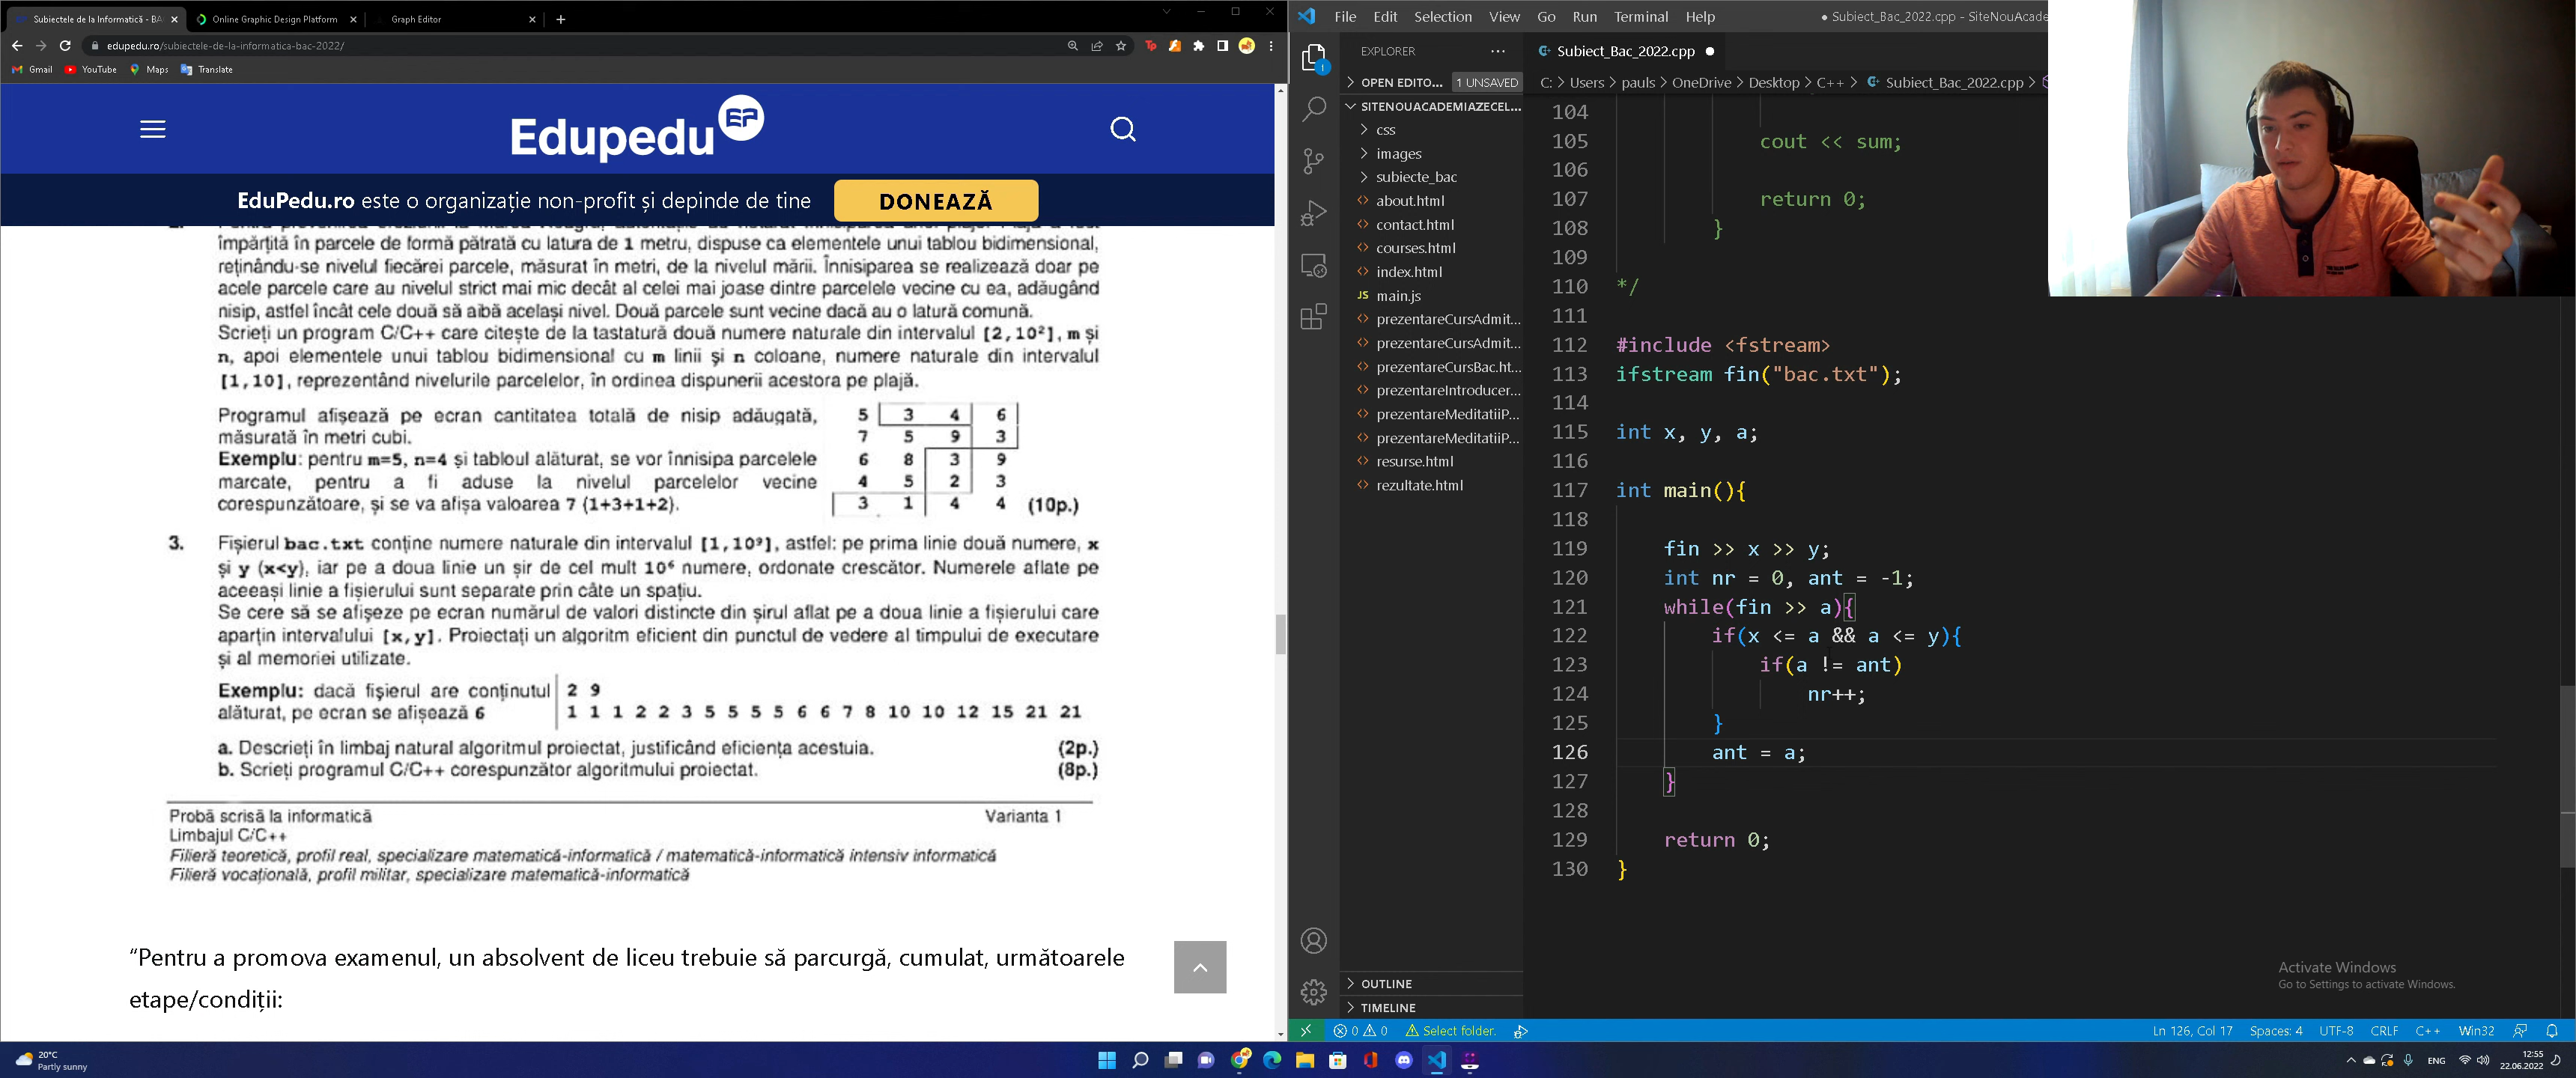 Subiectele de la Informatică - BA
Online Graphic Design Platform
Graph Editor
edupedu.ro/subiectele-de-la-informatica-bac-2022/
Gmail YouTube Maps Translate
Edupedu EP
EduPedu.ro este o organizație non-profit și depinde de tine DONEAZĂ
împărțită în parcele de formă pătrată cu latura de 1 metru, dispuse ca elementele unui tablou bidimensional,
reținându-se nivelul fiecărei parcele, măsurat în metri, de la nivelul mării. Înnisiparea se realizează doar pe
acele parcele care au nivelul strict mai mic decât al celei mai joase dintre parcelele vecine cu ea, adăugând
nisip, astfel încât cele două să aibă același nivel. Două parcele sunt vecine dacă au o latură comună.
Scrieți un program C/C++ care citește de la tastatură două numere naturale din intervalul [2,10²], m și
n, apoi elementele unui tablou bidimensional cu m linii și n coloane, numere naturale din intervalul
[1,10], reprezentând nivelurile parcelelor, în ordinea dispunerii acestora pe plajă.
Programul afișează pe ecran cantitatea totală de nisip adăugată,
măsurată în metri cubi.
Exemplu: pentru m=5, n=4 și tabloul alăturat, se vor înnisipa parcelele
marcate, pentru a fi aduse la nivelul parcelelor vecine
corespunzătoare, și se va afișa valoarea 7 (1+3+1+2).
5 3 4 6
7 5 9 3
6 8 3 9
4 5 2 3
3 1 4 4 (10p.)
3. Fișierul bac.txt conține numere naturale din intervalul [1,10⁹], astfel: pe prima linie două numere, x
și y (x<y), iar pe a doua linie un șir de cel mult 10⁶ numere, ordonate crescător. Numerele aflate pe
aceeași linie a fișierului sunt separate prin câte un spațiu.
Se cere să se afișeze pe ecran numărul de valori distincte din șirul aflat pe a doua linie a fișierului care
aparțin intervalului [x,y]. Proiectați un algoritm eficient din punctul de vedere al timpului de executare
și al memoriei utilizate.
Exemplu: dacă fișierul are conținutul
alăturat, pe ecran se afișează 6
2 9
1 1 1 2 2 3 5 5 5 5 6 6 7 8 10 10 12 15 21 21
a. Descrieți în limbaj natural algoritmul proiectat, justificând eficiența acestuia. (2p.)
b. Scrieți programul C/C++ corespunzător algoritmului proiectat. (8p.)
Probă scrisă la informatică Varianta 1
Limbajul C/C++
Filieră teoretică, profil real, specializare matematică-informatică / matematică-informatică intensiv informatică
Filieră vocațională, profil militar, specializare matematică-informatică
“Pentru a promova examenul, un absolvent de liceu trebuie să parcurgă, cumulat, următoarele
etape/condiții:
File Edit Selection View Go Run Terminal Help
● Subiect_Bac_2022.cpp - SiteNouAcade
EXPLORER ···
OPEN EDITO... 1 UNSAVED
SITENOUACADEMIAZECEL...
css
images
subiecte_bac
about.html
contact.html
courses.html
index.html
JS main.js
prezentareCursAdmit...
prezentareCursAdmit...
prezentareCursBac.ht...
prezentareIntroducer...
prezentareMeditatiiP...
prezentareMeditatiiP...
resurse.html
rezultate.html
OUTLINE
TIMELINE
Subiect_Bac_2022.cpp ●
C: > Users > pauls > OneDrive > Desktop > C++ > Subiect_Bac_2022.cpp >
104
105 cout << sum;
106
107 return 0;
108 }
109
110 */
111
112 #include <fstream>
113 ifstream fin("bac.txt");
114
115 int x, y, a;
116
117 int main(){
118
119 fin >> x >> y;
120 int nr = 0, ant = -1;
121 while(fin >> a){
122 if(x <= a && a <= y){
123 if(a != ant)
124 nr++;
125 }
126 ant = a;
127 }
128
129 return 0;
130 }
Activate Windows
Go to Settings to activate Windows.
0 0 Select folder.
Ln 126, Col 17 Spaces: 4 UTF-8 CRLF C++ Win32
20°C
Partly sunny
ENG
12:55
22.06.2022